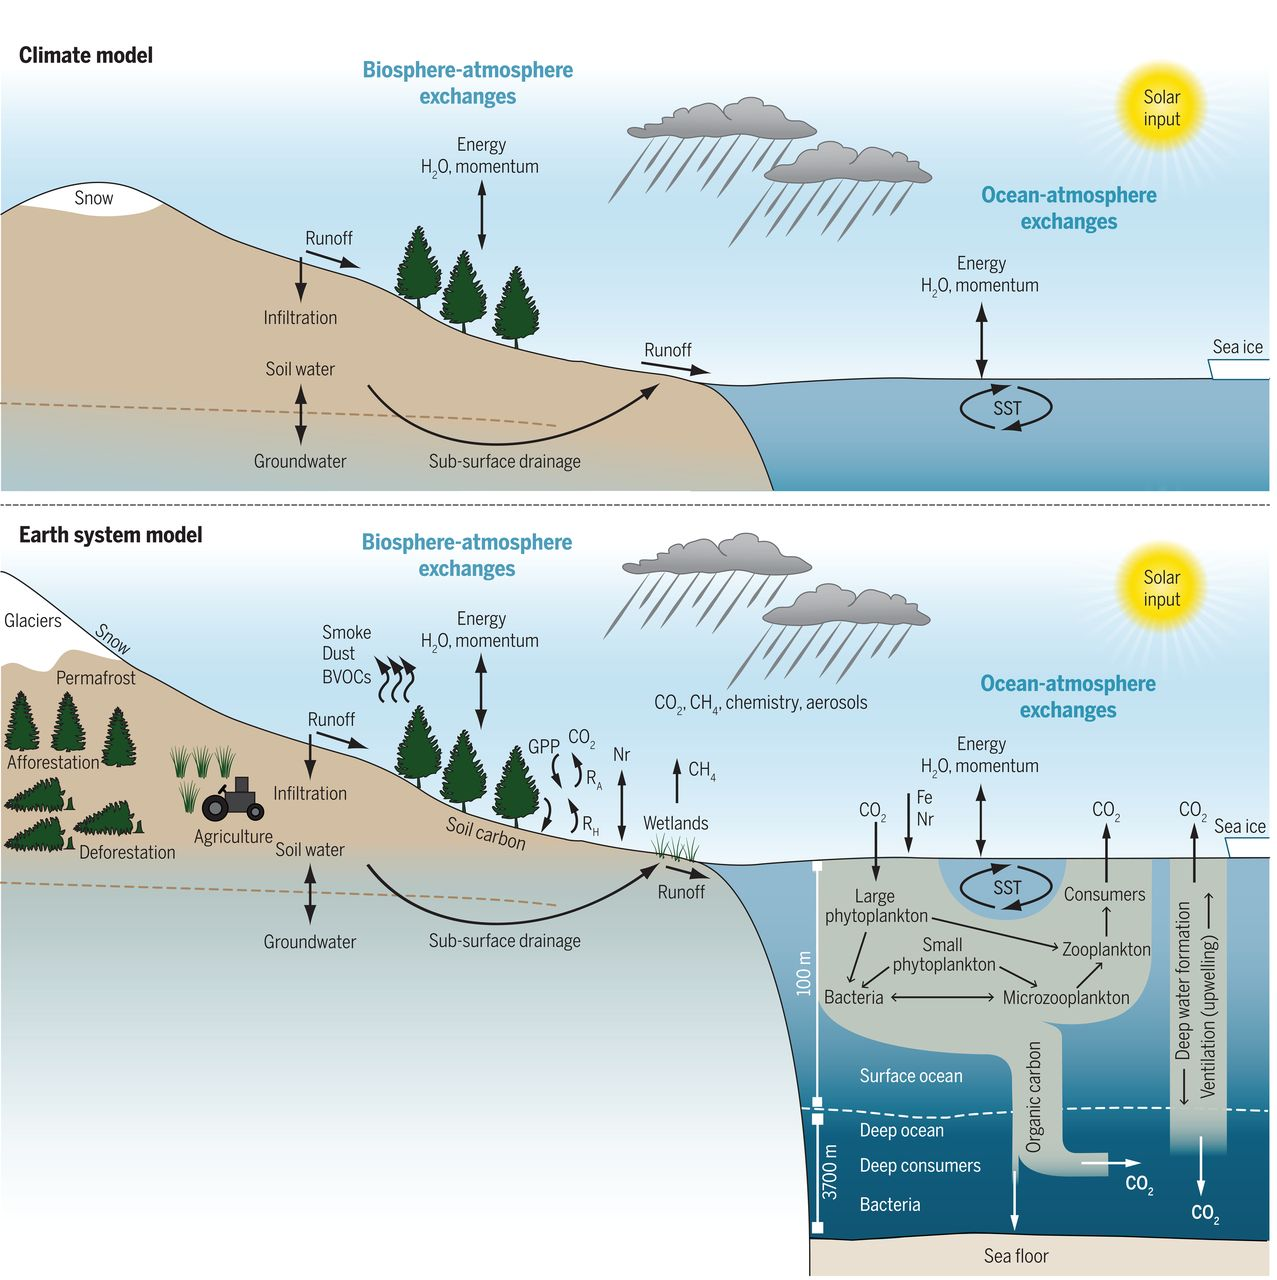 Climate model
Biosphere-atmosphere
exchanges
Energy
H₂O, momentum
Solar
input
Snow
Ocean-atmosphere
exchanges
Runoff
Energy
H₂O, momentum
Infiltration
Runoff
Sea ice
Soil water
SST
Groundwater
Sub-surface drainage
Earth system model
Biosphere-atmosphere
exchanges
Solar
input
Glaciers
Snow
Smoke
Dust
BVOCs
Energy
H₂O, momentum
Permafrost
CO₂, CH₄, chemistry, aerosols
Ocean-atmosphere
exchanges
Runoff
GPP
CO₂
Nr
CH₄
Energy
H₂O, momentum
Afforestation
Infiltration
R_A
R_H
Wetlands
CO₂
Fe
Nr
CO₂
CO₂
Sea ice
Agriculture
Soil carbon
Deforestation
Soil water
Runoff
SST
Large
phytoplankton
Consumers
Groundwater
Sub-surface drainage
Small
phytoplankton
Zooplankton
Bacteria
Microzooplankton
100 m
Deep water formation
Ventilation (upwelling)
Surface ocean
Organic carbon
Deep ocean
Deep consumers
Bacteria
3700 m
CO₂
CO₂
Sea floor